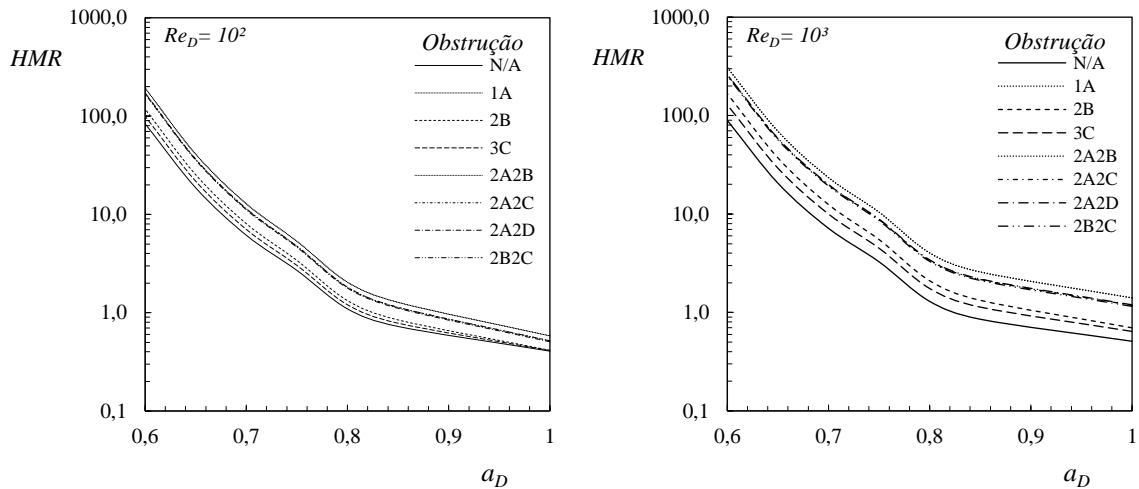 HMR
1000,0
100,0
10,0
1,0
0,1
Re_D= 10²
Obstrução
N/A
1A
2B
3C
2A2B
2A2C
2A2D
2B2C
0,6
0,7
0,8
0,9
1
a_D
HMR
1000,0
100,0
10,0
1,0
0,1
Re_D= 10³
Obstrução
N/A
1A
2B
3C
2A2B
2A2C
2A2D
2B2C
0,6
0,7
0,8
0,9
1
a_D